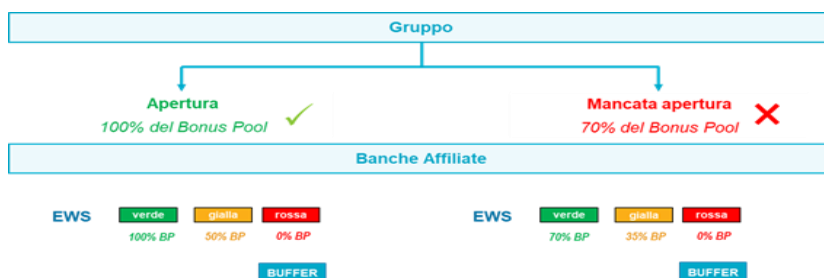 Gruppo
Apertura
100% del Bonus Pool
Mancata apertura
70% del Bonus Pool
Banche Affiliate
EWS verde gialla rossa
100% BP 50% BP 0% BP
BUFFER
EWS verde gialla rossa
70% BP 35% BP 0% BP
BUFFER